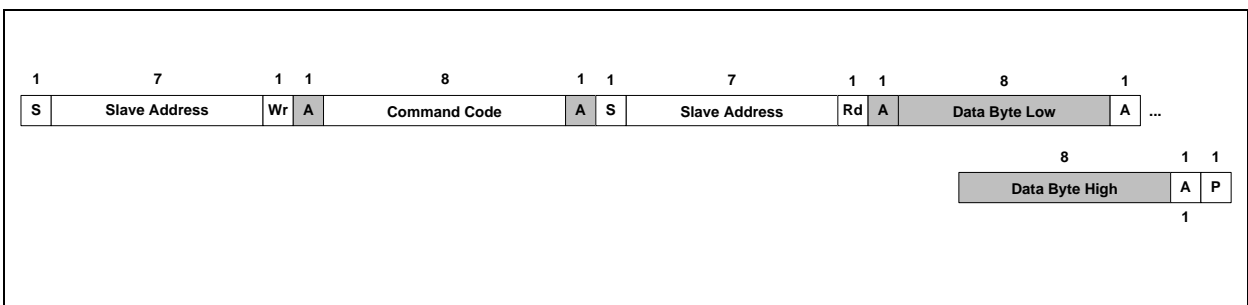 1 7 1 1 8 1 1 7 1 1 8 1
S Slave Address Wr A Command Code A S Slave Address Rd A Data Byte Low A ...
8 1 1
Data Byte High A P
1